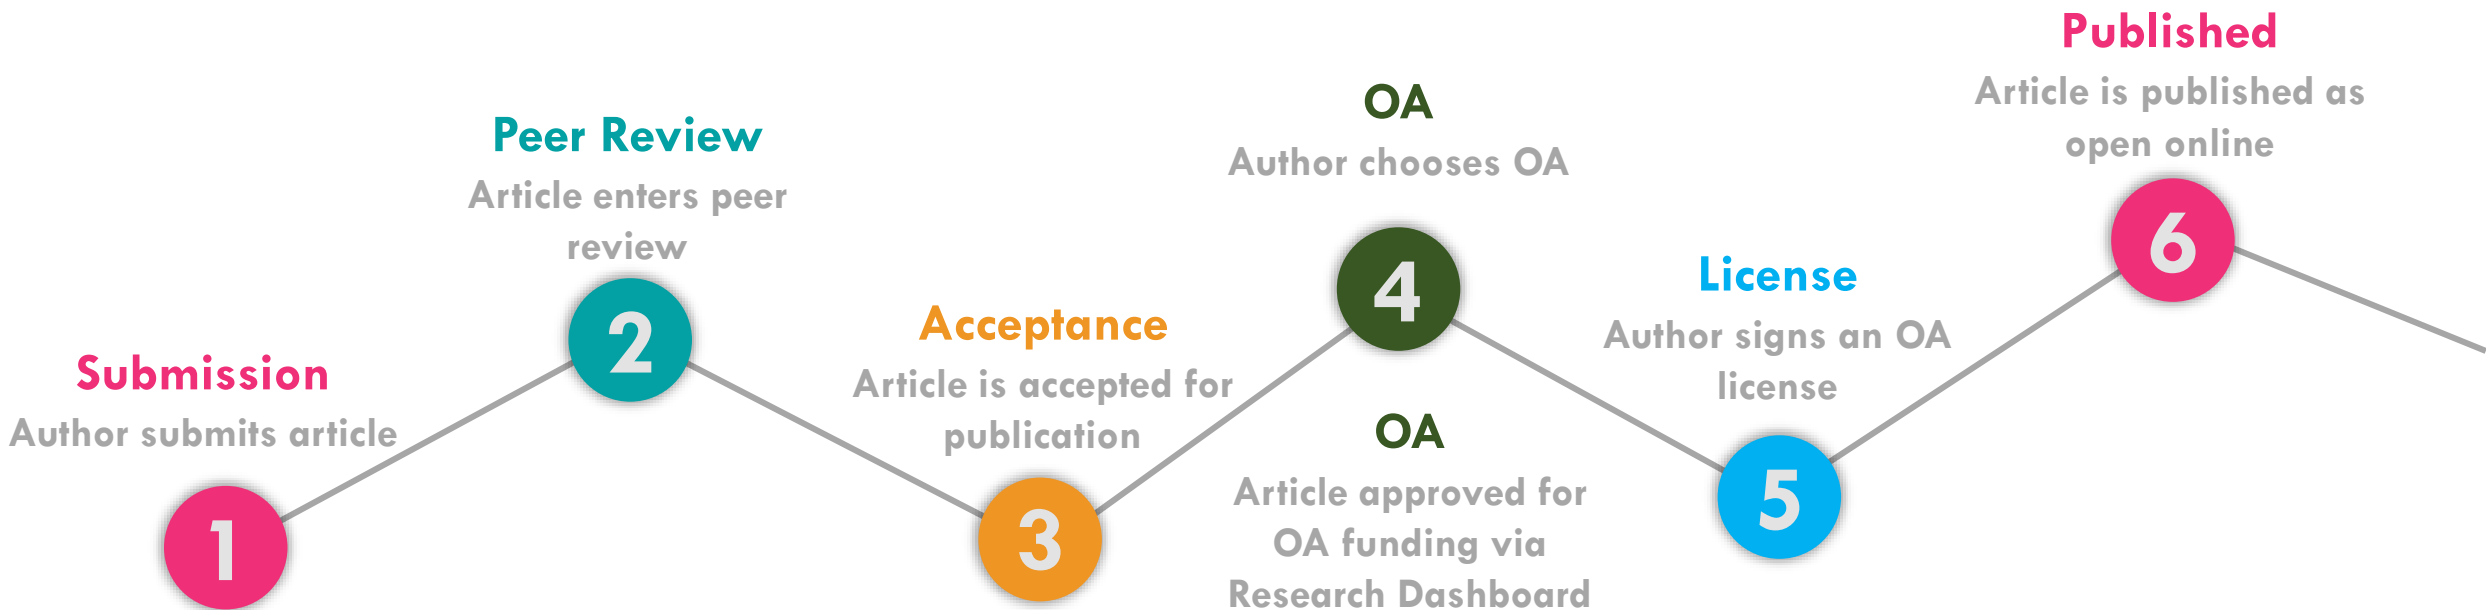 Submission
Author submits article
1
Peer Review
Article enters peer
review
2
Acceptance
Article is accepted for
publication
3
OA
Author chooses OA
4
OA
Article approved for
OA funding via
Research Dashboard
License
Author signs an OA
license
5
Published
Article is published as
open online
6